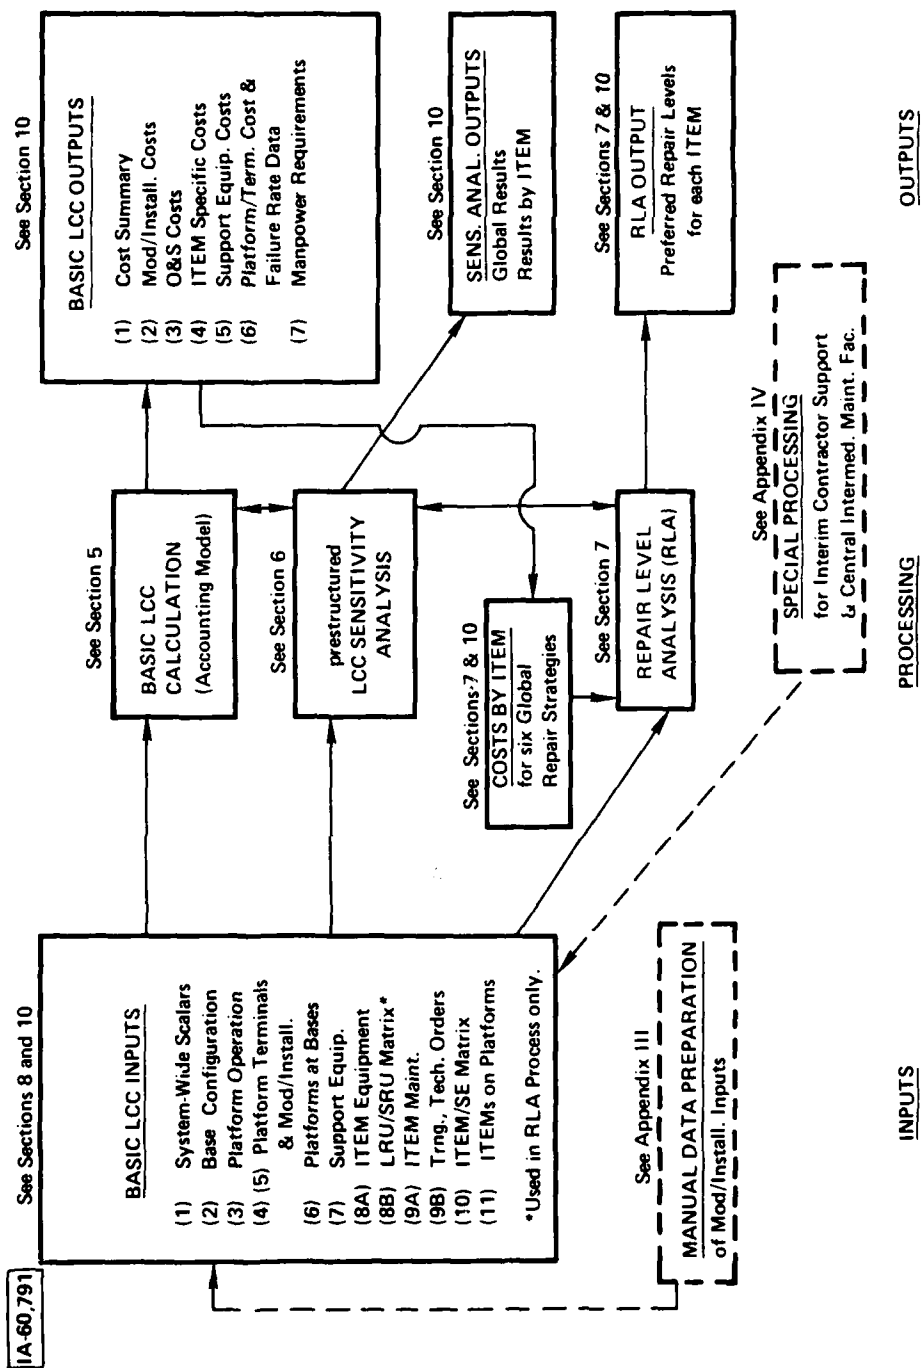 IA-60,791
See Sections 8 and 10
BASIC LCC INPUTS
(1) System-Wide Scalars
(2) Base Configuration
(3) Platform Operation
(4) (5) Platform Terminals
& Mod/Install.
(6) Platforms at Bases
(7) Support Equip.
(8A) ITEM Equipment
(8B) LRU/SRU Matrix*
(9A) ITEM Maint.
(9B) Trng., Tech. Orders
(10) ITEM/SE Matrix
(11) ITEMs on Platforms
*Used in RLA Process only.
See Appendix III
MANUAL DATA PREPARATION
of Mod/Install. Inputs
INPUTS
See Section 5
BASIC LCC
CALCULATION
(Accounting Model)
See Section 6
prestructured
LCC SENSITIVITY
ANALYSIS
See Sections 7 & 10
COSTS BY ITEM
for six Global
Repair Strategies
See Section 7
REPAIR LEVEL
ANALYSIS (RLA)
See Appendix IV
SPECIAL PROCESSING
for Interim Contractor Support
& Central Intermed. Maint. Fac.
PROCESSING
See Section 10
BASIC LCC OUTPUTS
(1) Cost Summary
(2) Mod/Install. Costs
(3) O&S Costs
(4) ITEM Specific Costs
(5) Support Equip. Costs
(6) Platform/Term. Cost &
Failure Rate Data
(7) Manpower Requirements
See Section 10
SENS. ANAL. OUTPUTS
Global Results
Results by ITEM
See Sections 7 & 10
RLA OUTPUT
Preferred Repair Levels
for each ITEM
OUTPUTS